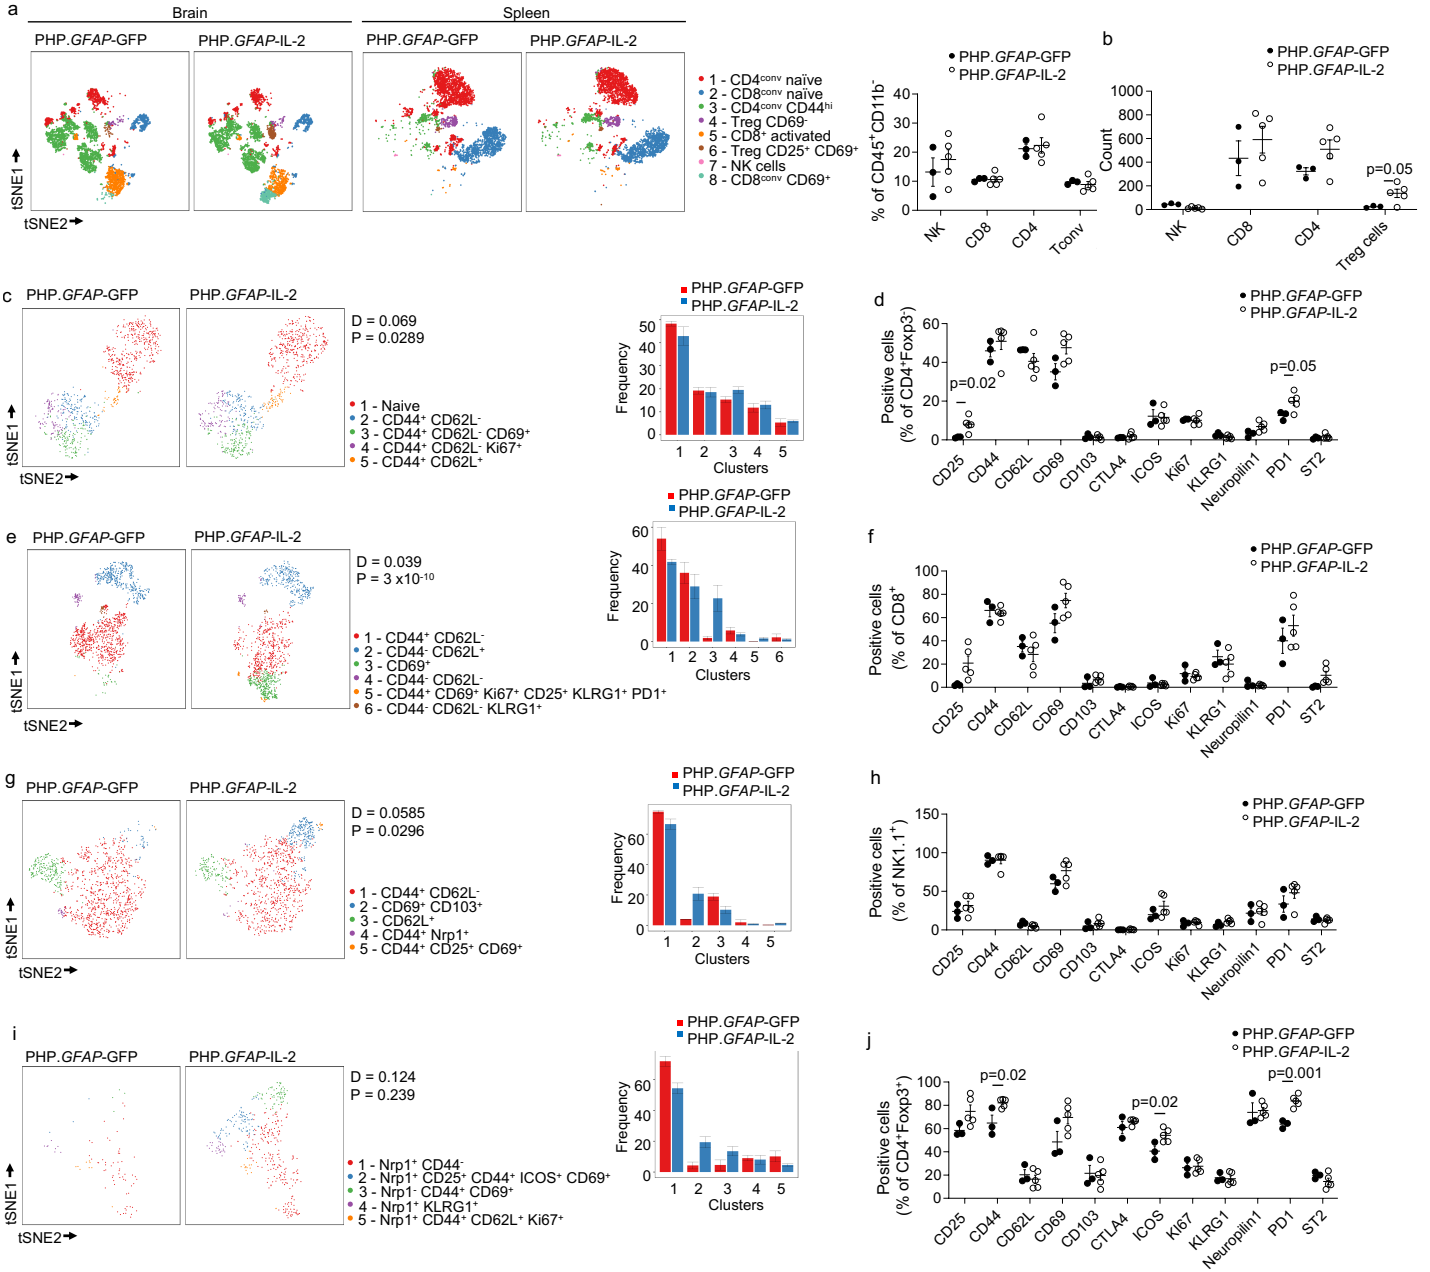 a
Brain
Spleen
PHP.GFAP-GFP
PHP.GFAP-IL-2
PHP.GFAP-GFP
PHP.GFAP-IL-2
tSNE1
tSNE2
1 - CD4ᶜᵒⁿᵛ naïve
2 - CD8ᶜᵒⁿᵛ naïve
3 - CD4ᶜᵒⁿᵛ CD44ʰⁱ
4 - Treg CD69⁻
5 - CD8⁺ activated
6 - Treg CD25⁺ CD69⁺
7 - NK cells
8 - CD8ᶜᵒⁿᵛ CD69⁺
PHP.GFAP-GFP
PHP.GFAP-IL-2
% of CD45⁺CD11b⁻
40
30
20
10
0
NK
CD8
CD4
Tconv
b
PHP.GFAP-GFP
PHP.GFAP-IL-2
Count
1000
800
600
400
200
0
p=0.05
NK
CD8
CD4
Treg cells
c
PHP.GFAP-GFP
PHP.GFAP-IL-2
tSNE1
tSNE2
D = 0.069
P = 0.0289
1 - Naive
2 - CD44⁺ CD62L⁻
3 - CD44⁺ CD62L⁻ CD69⁺
4 - CD44⁺ CD62L⁻ Ki67⁺
5 - CD44⁺ CD62L⁺
PHP.GFAP-GFP
PHP.GFAP-IL-2
Frequency
50
40
30
20
10
0
1 2 3 4 5
Clusters
d
PHP.GFAP-GFP
PHP.GFAP-IL-2
Positive cells
(% of CD4⁺Foxp3⁻)
60
40
20
0
p=0.02
p=0.05
CD25
CD44
CD62L
CD69
CD103
CTLA4
ICOS
Ki67
KLRG1
Neuropilin1
PD1
ST2
e
PHP.GFAP-GFP
PHP.GFAP-IL-2
tSNE1
tSNE2
D = 0.039
P = 3 x10⁻¹⁰
1 - CD44⁺ CD62L⁻
2 - CD44⁻ CD62L⁺
3 - CD69⁺
4 - CD44⁻ CD62L⁻
5 - CD44⁺ CD69⁺ Ki67⁺ CD25⁺ KLRG1⁺ PD1⁺
6 - CD44⁻ CD62L⁻ KLRG1⁺
PHP.GFAP-GFP
PHP.GFAP-IL-2
Frequency
60
40
20
0
1 2 3 4 5 6
Clusters
f
PHP.GFAP-GFP
PHP.GFAP-IL-2
Positive cells
(% of CD8⁺
100
80
60
40
20
0
CD25
CD44
CD62L
CD69
CD103
CTLA4
ICOS
Ki67
KLRG1
Neuropilin1
PD1
ST2
g
PHP.GFAP-GFP
PHP.GFAP-IL-2
tSNE1
tSNE2
D = 0.0585
P = 0.0296
1 - CD44⁺ CD62L⁻
2 - CD69⁺ CD103⁺
3 - CD62L⁺
4 - CD44⁺ Nrp1⁺
5 - CD44⁺ CD25⁺ CD69⁺
PHP.GFAP-GFP
PHP.GFAP-IL-2
Frequency
60
40
20
0
1 2 3 4 5
Clusters
h
PHP.GFAP-GFP
PHP.GFAP-IL-2
Positive cells
(% of NK1.1⁺)
150
100
50
0
CD25
CD44
CD62L
CD69
CD103
CTLA4
ICOS
Ki67
KLRG1
Neuropilin1
PD1
ST2
i
PHP.GFAP-GFP
PHP.GFAP-IL-2
tSNE1
tSNE2
D = 0.124
P = 0.239
1 - Nrp1⁺ CD44⁻
2 - Nrp1⁺ CD25⁺ CD44⁺ ICOS⁺ CD69⁺
3 - Nrp1⁻ CD44⁺ CD69⁺
4 - Nrp1⁺ KLRG1⁺
5 - Nrp1⁺ CD44⁺ CD62L⁺ Ki67⁺
PHP.GFAP-GFP
PHP.GFAP-IL-2
Frequency
60
40
20
0
1 2 3 4 5
Clusters
j
PHP.GFAP-GFP
PHP.GFAP-IL-2
Positive cells
(% of CD4⁺Foxp3⁺)
100
80
60
40
20
0
p=0.02
p=0.02
p=0.001
CD25
CD44
CD62L
CD69
CD103
CTLA4
ICOS
Ki67
KLRG1
Neuropilin1
PD1
ST2